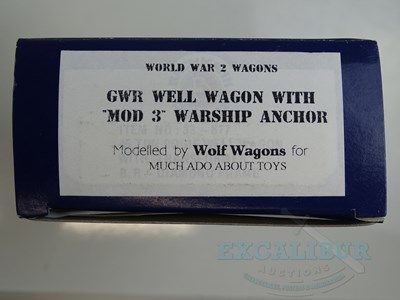 WORLD WAR 2 WAGONS
GWR WELL WAGON WITH
"MOD 3" WARSHIP ANCHOR
Modelled by Wolf Wagons for
MUCH ADO ABOUT TOYS
EXCALIBUR
AUCTIONS